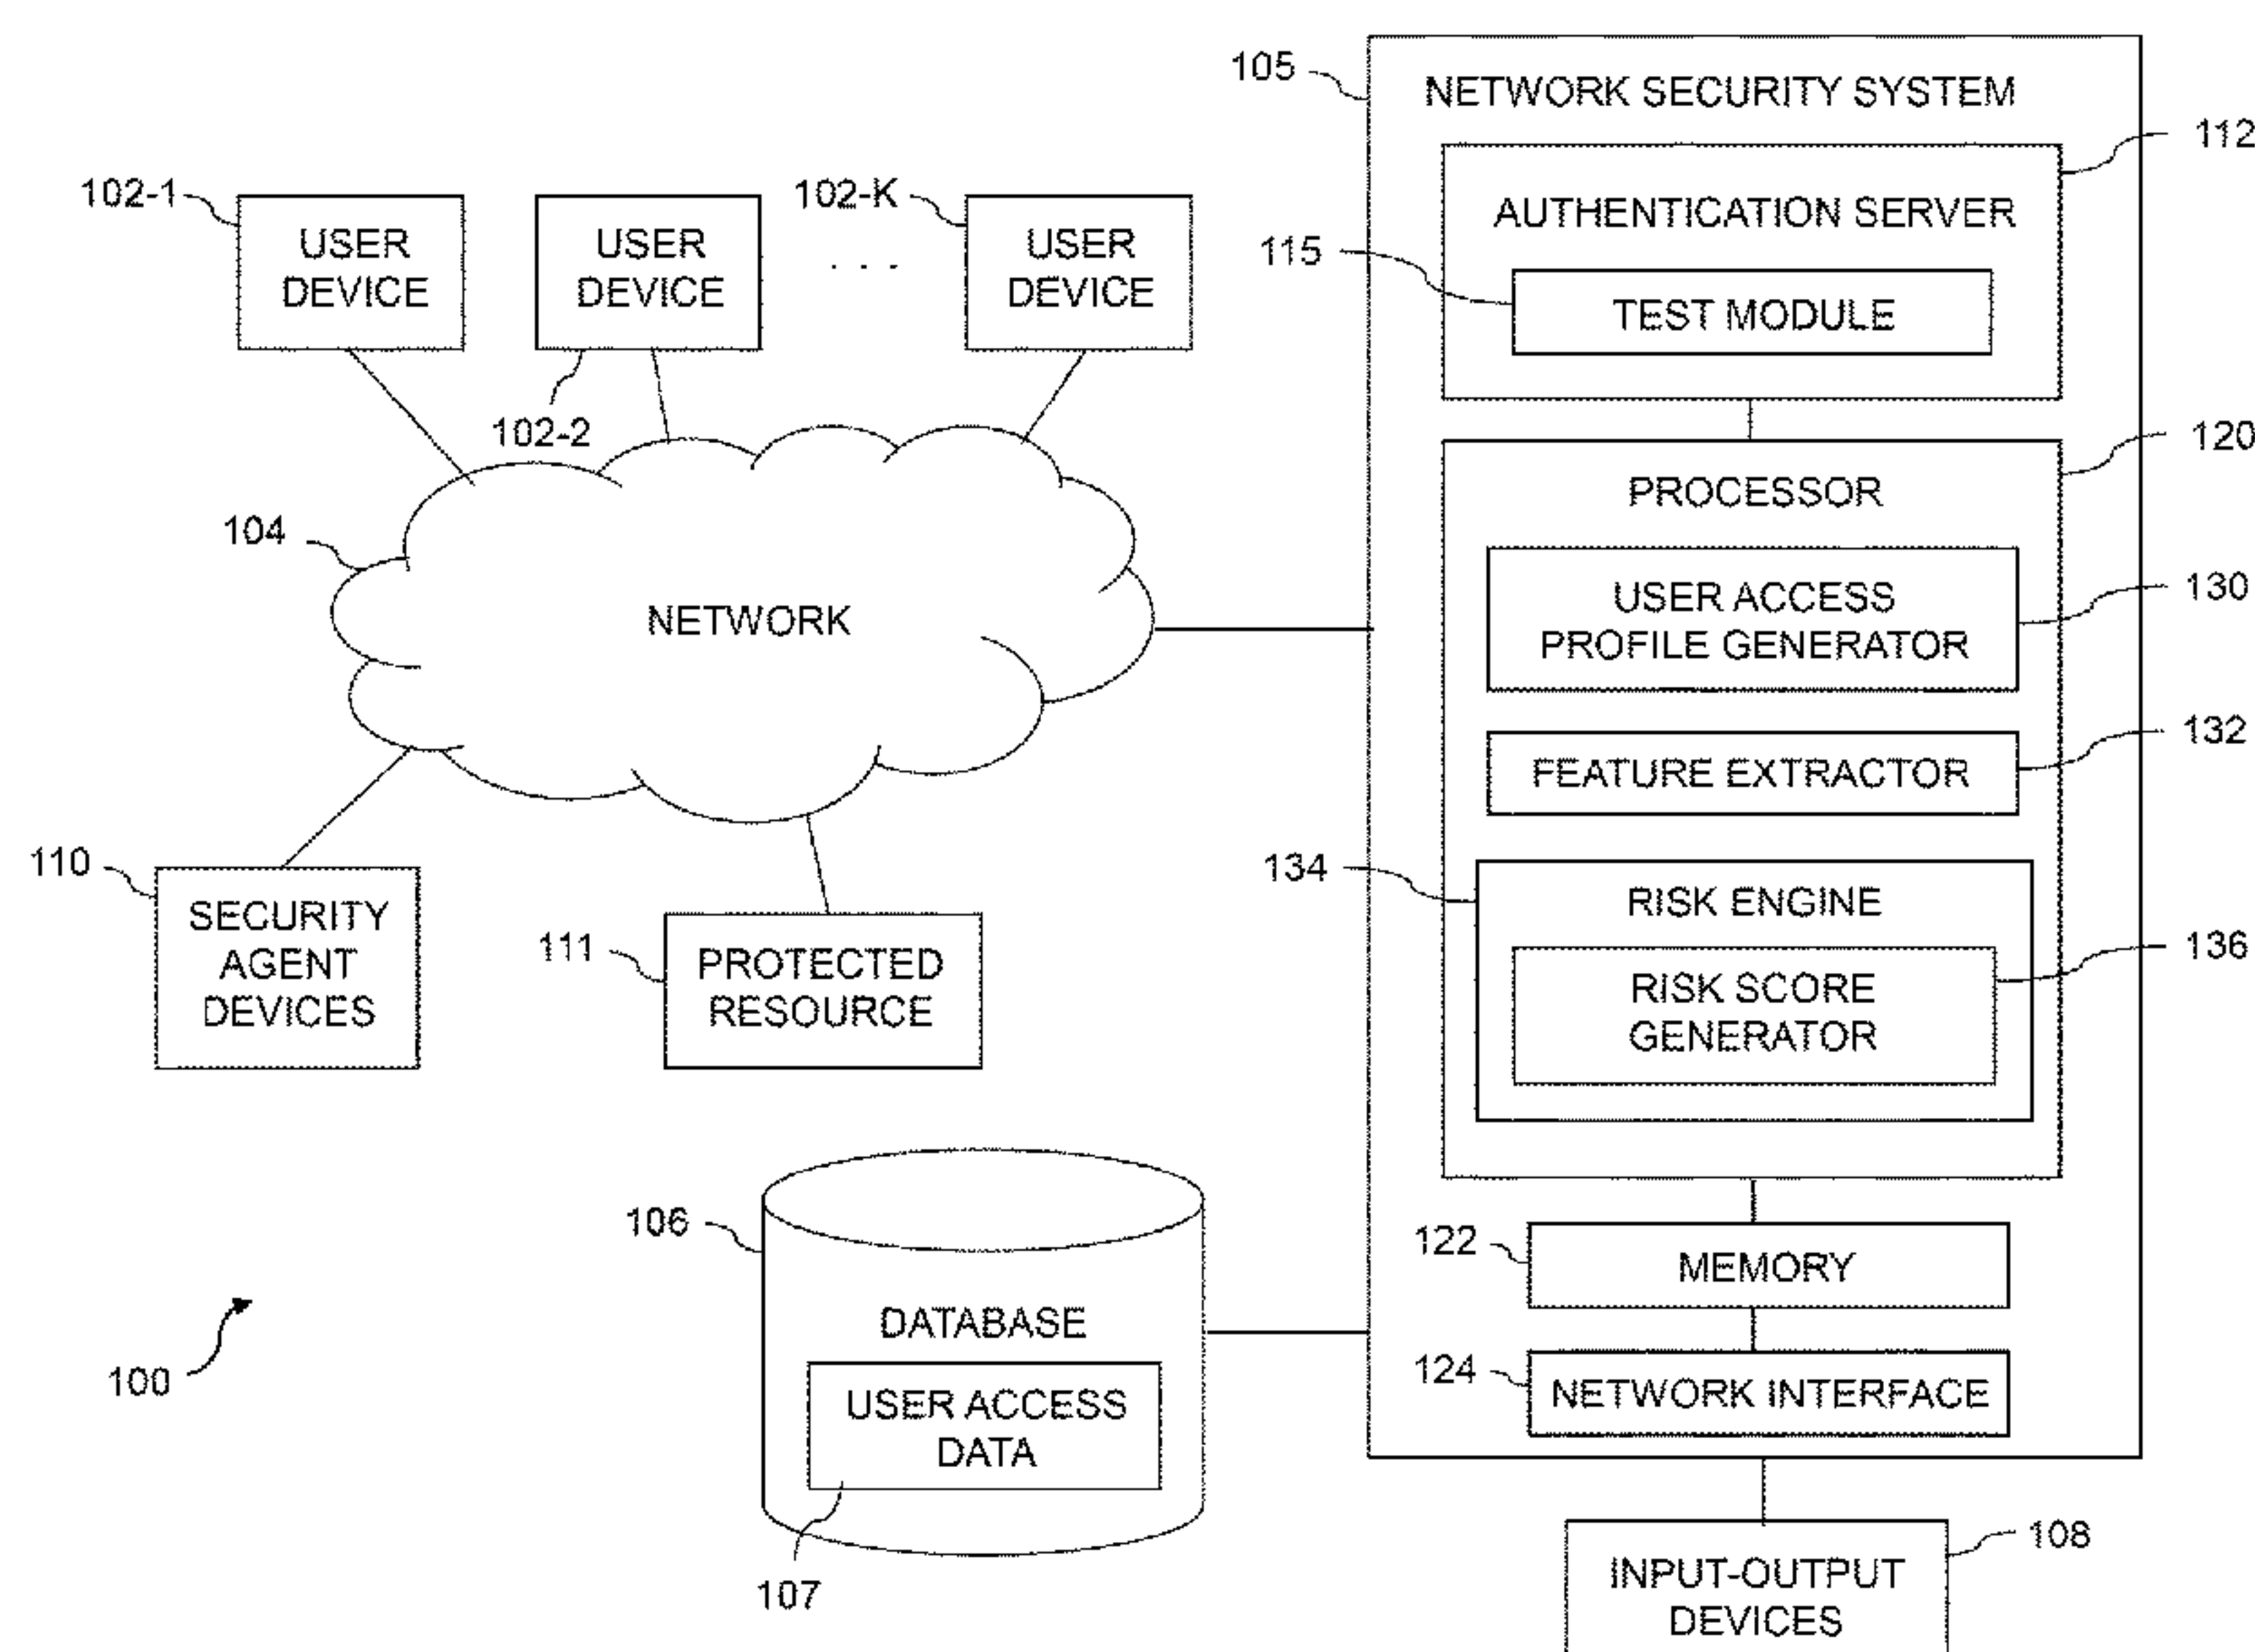 105
NETWORK SECURITY SYSTEM
112
AUTHENTICATION SERVER
115
TEST MODULE
102-1
USER
DEVICE
USER
DEVICE
102-2
. . .
102-K
USER
DEVICE
104
NETWORK
120
PROCESSOR
USER ACCESS
PROFILE GENERATOR
130
FEATURE EXTRACTOR
132
134
RISK ENGINE
RISK SCORE
GENERATOR
136
110
SECURITY
AGENT
DEVICES
111
PROTECTED
RESOURCE
106
DATABASE
USER ACCESS
DATA
107
122
MEMORY
124
NETWORK INTERFACE
100
108
INPUT-OUTPUT
DEVICES